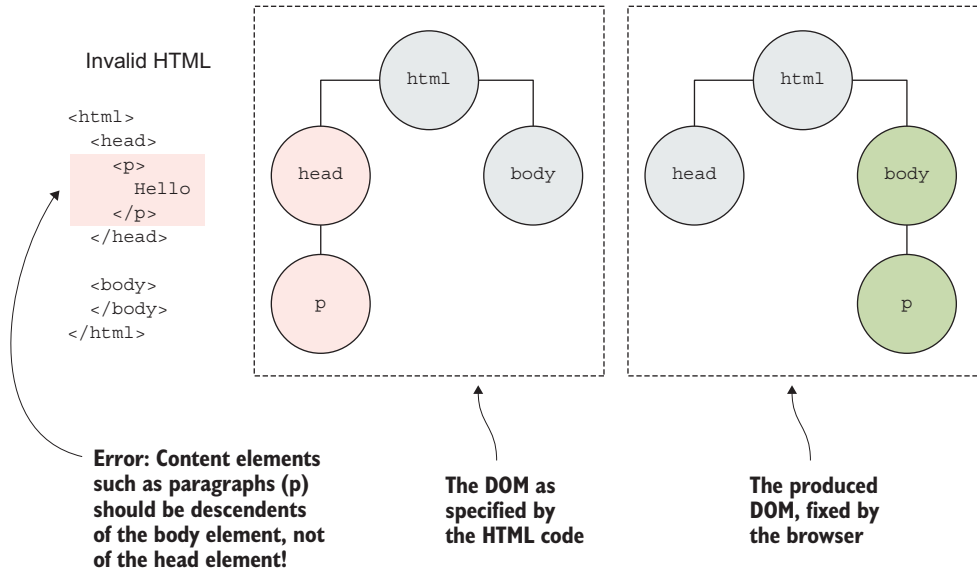 Invalid HTML
<html>
<head>
<p>
Hello
</p>
</head>
<body>
</body>
</html>
html
head
body
p
html
head
body
p
Error: Content elements
such as paragraphs (p)
should be descendents
of the body element, not
of the head element!
The DOM as
specified by
the HTML code
The produced
DOM, fixed by
the browser